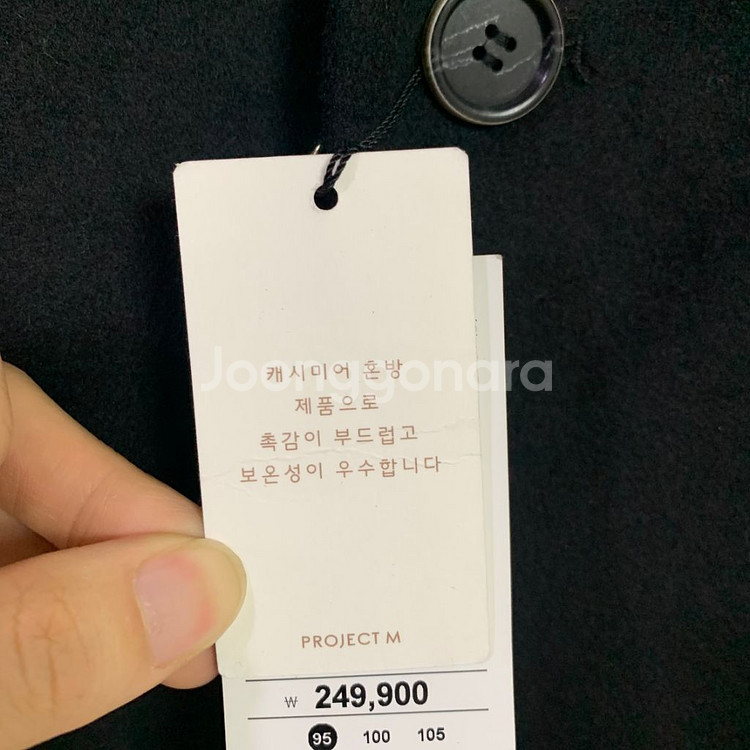 캐시미어 혼방
Joonggonara
제품으로
촉감이 부드럽고
보온성이 우수합니다
PROJECT M
₩ 249,900
95 100 105